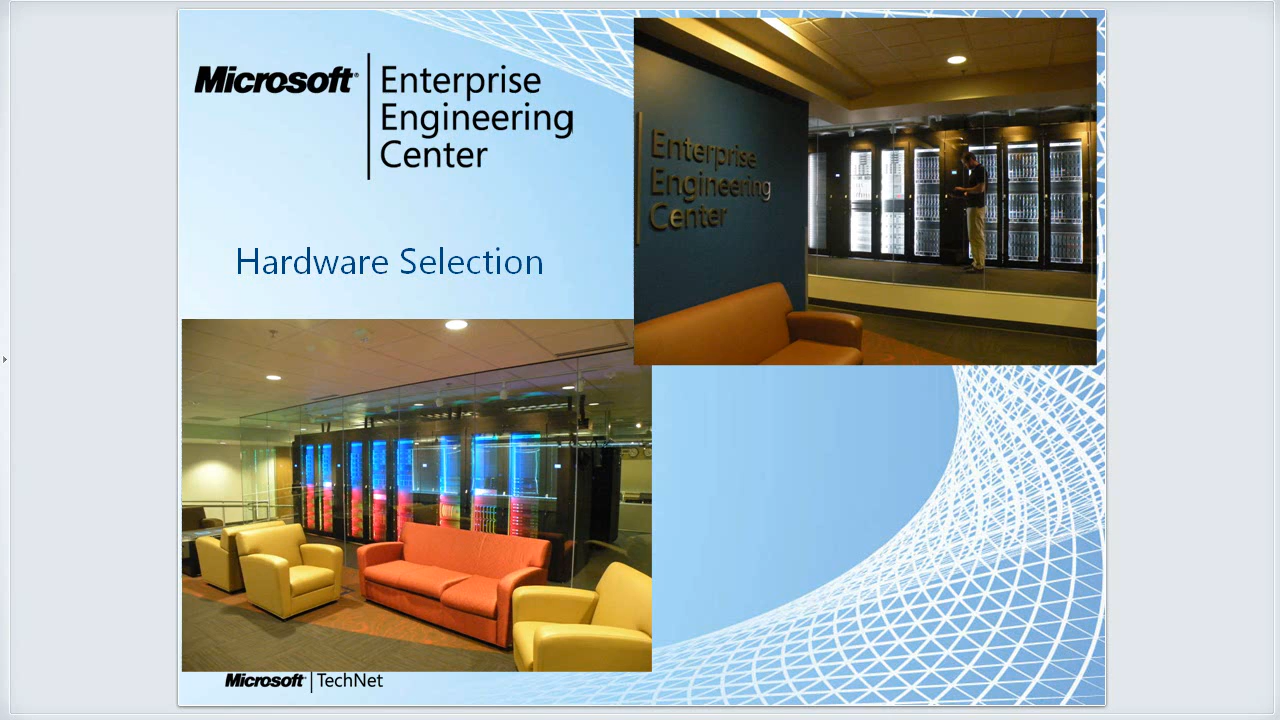 Microsoft® Enterprise
Engineering
Center
Enterprise
Engineering
Center
Hardware Selection
Microsoft® TechNet